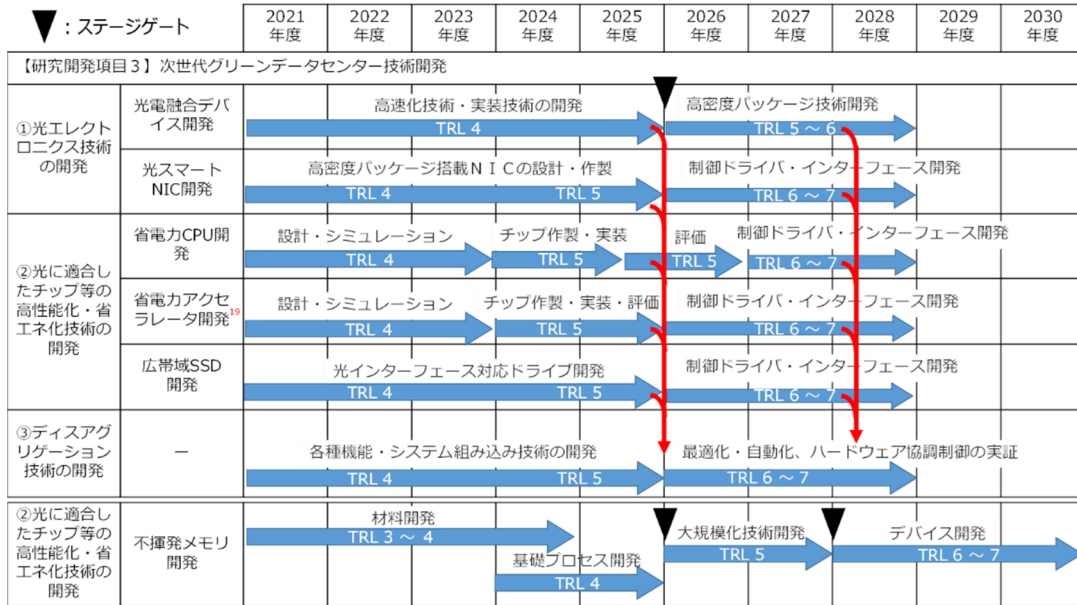 ▼：ステージゲート
2021
年度
2022
年度
2023
年度
2024
年度
2025
年度
2026
年度
2027
年度
2028
年度
2029
年度
2030
年度
【研究開発項目３】次世代グリーンデータセンター技術開発
①光エレクト
ロニクス技術
の開発
光電融合デバ
イス開発
高速化技術・実装技術の開発
TRL 4
高密度パッケージ技術開発
TRL 5 ～ 6
光スマート
NIC開発
高密度パッケージ搭載ＮＩＣの設計・作製
TRL 4
TRL 5
制御ドライバ・インターフェース開発
TRL 6 ～ 7
②光に適合し
たチップ等の
高性能化・省
エネ化技術の
開発
省電力CPU開
発
設計・シミュレーション
TRL 4
チップ作製・実装
TRL 5
評価
TRL 5
制御ドライバ・インターフェース開発
TRL 6 ～ 7
省電力アクセ
ラレータ開発19
設計・シミュレーション
TRL 4
チップ作製・実装・評価
TRL 5
制御ドライバ・インターフェース開発
TRL 6 ～ 7
広帯域SSD
開発
光インターフェース対応ドライブ開発
TRL 4
TRL 5
制御ドライバ・インターフェース開発
TRL 6 ～ 7
③ディスアグ
リゲーション
技術の開発
－
各種機能・システム組み込み技術の開発
TRL 4
TRL 5
最適化・自動化、ハードウェア協調制御の実証
TRL 6 ～ 7
②光に適合し
たチップ等の
高性能化・省
エネ化技術の
開発
不揮発メモリ
開発
材料開発
TRL 3 ～ 4
基礎プロセス開発
TRL 4
大規模化技術開発
TRL 5
デバイス開発
TRL 6 ～ 7